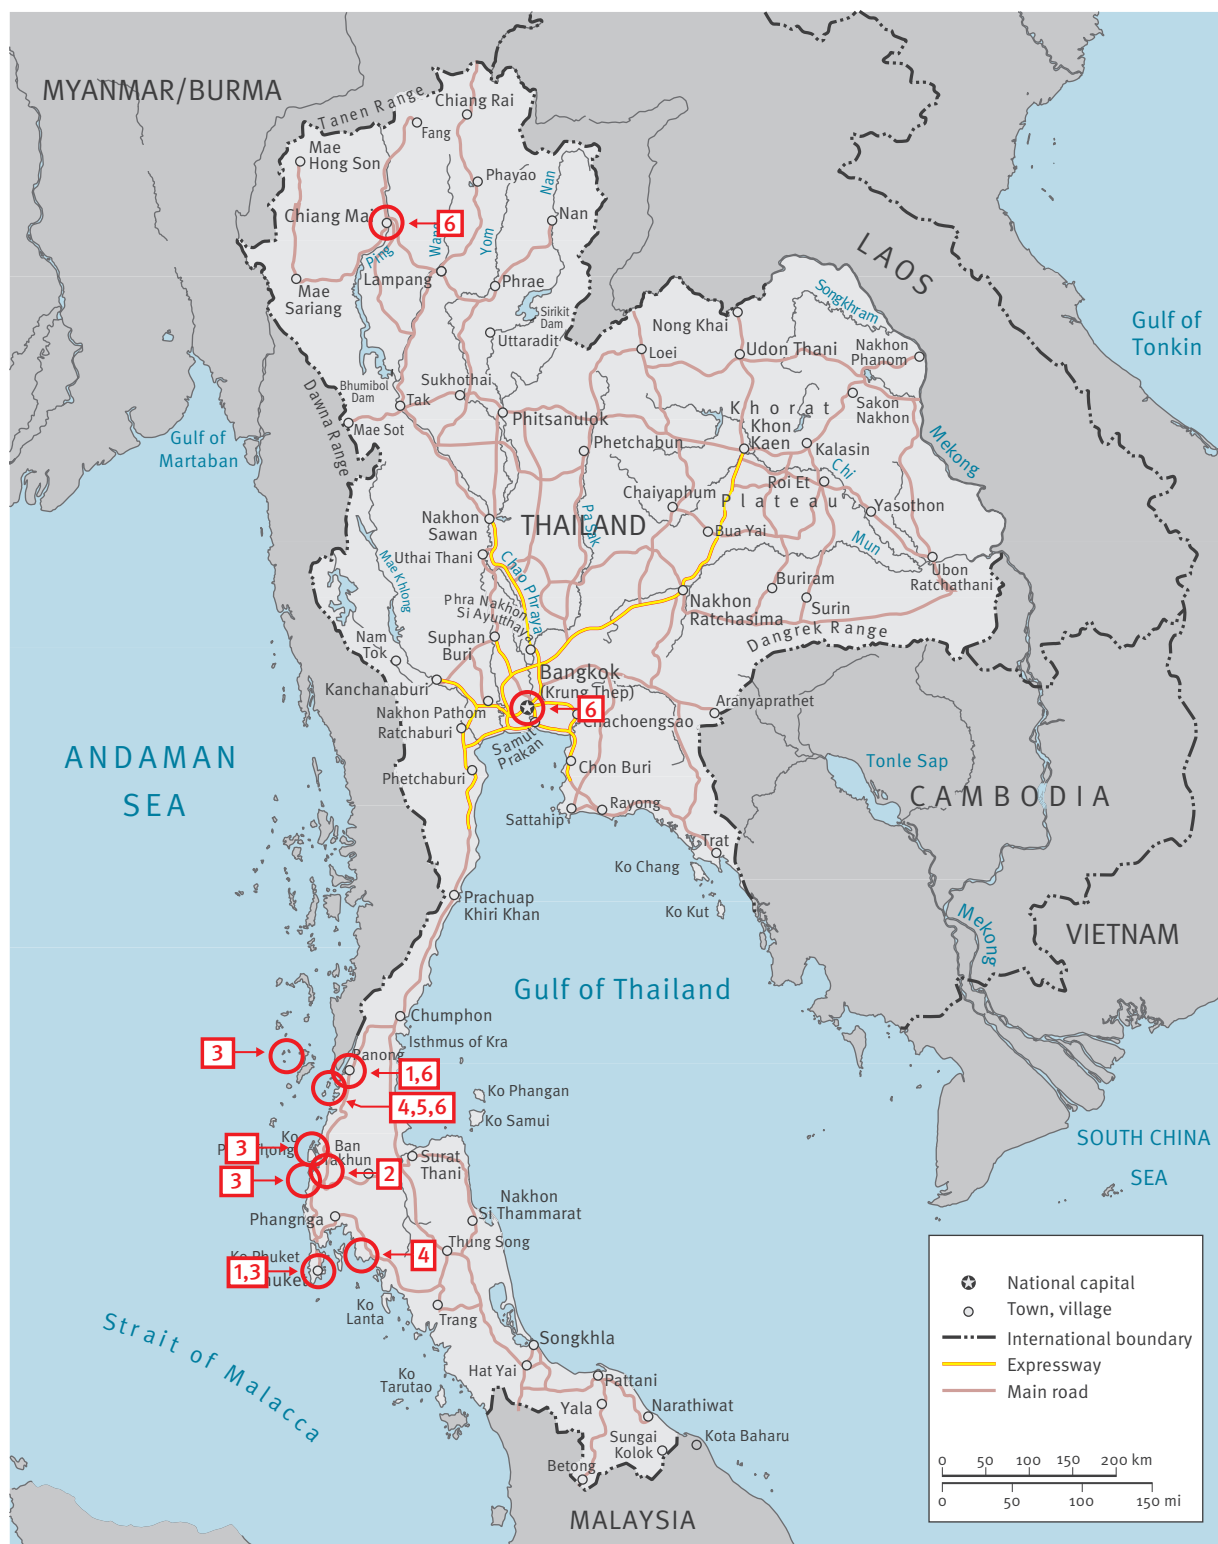 MYANMAR/BURMA
Tanen Range
Chiang Rai
Fang
Mae
Hong Son
Phayao
Nan
Nan
Chiang Mai
6
Ping
Wang
Yom
Lampang
Phrae
Mae
Sariang
Sirikit
Dam
Uttaradit
LAOS
Songkhram
Nong Khai
Loei
Udon Thani
Nakhon
Phanom
Gulf of
Tonkin
Bhumibol
Dam
Sukhothai
Tak
Phitsanulok
Dawna Range
Mae Sot
Khorat
Sakon
Nakhon
Khon
Kaen
Phetchabun
Kalasin
Mekong
Gulf of
Martaban
Chi
Roi Et
Chaiyaphum
Plateau
Yasothon
Nakhon
Sawan
THAILAND
Pa Sak
Bua Yai
Mun
Uthai Thani
Chao Phraya
Mae Khlong
Ubon
Ratchathani
Buriram
Surin
Phra Nakhon
Si Ayutthaya
Nakhon
Ratchasima
Dangrek Range
Nam
Tok
Suphan
Buri
Bangkok
(Krung Thep)
6
Kanchanaburi
Nakhon Pathom
Ratchaburi
Chachoengsao
Aranyaprathet
Samut
Prakan
ANDAMAN
SEA
Phetchaburi
Chon Buri
Tonle Sap
CAMBODIA
Rayong
Sattahip
Trat
Ko Chang
Ko Kut
Prachuap
Khiri Khan
Mekong
VIETNAM
Gulf of Thailand
Chumphon
Isthmus of Kra
3
Ranong
1,6
4,5,6
Ko Phangan
Ko Samui
3
Ko
Ban
2
3
Surat
Thani
SOUTH CHINA
SEA
Nakhon
Si Thammarat
Phangnga
Thung Song
4
Ko Phuket
1,3
Phuket
Ko
Lanta
Trang
Strait of Malacca
Songkhla
Hat Yai
Ko
Tarutao
Pattani
Yala
Narathiwat
Sungai
Kolok
Kota Baharu
Betong
MALAYSIA
National capital
Town, village
International boundary
Expressway
Main road
0 50 100 150 200 km
0 50 100 150 mi